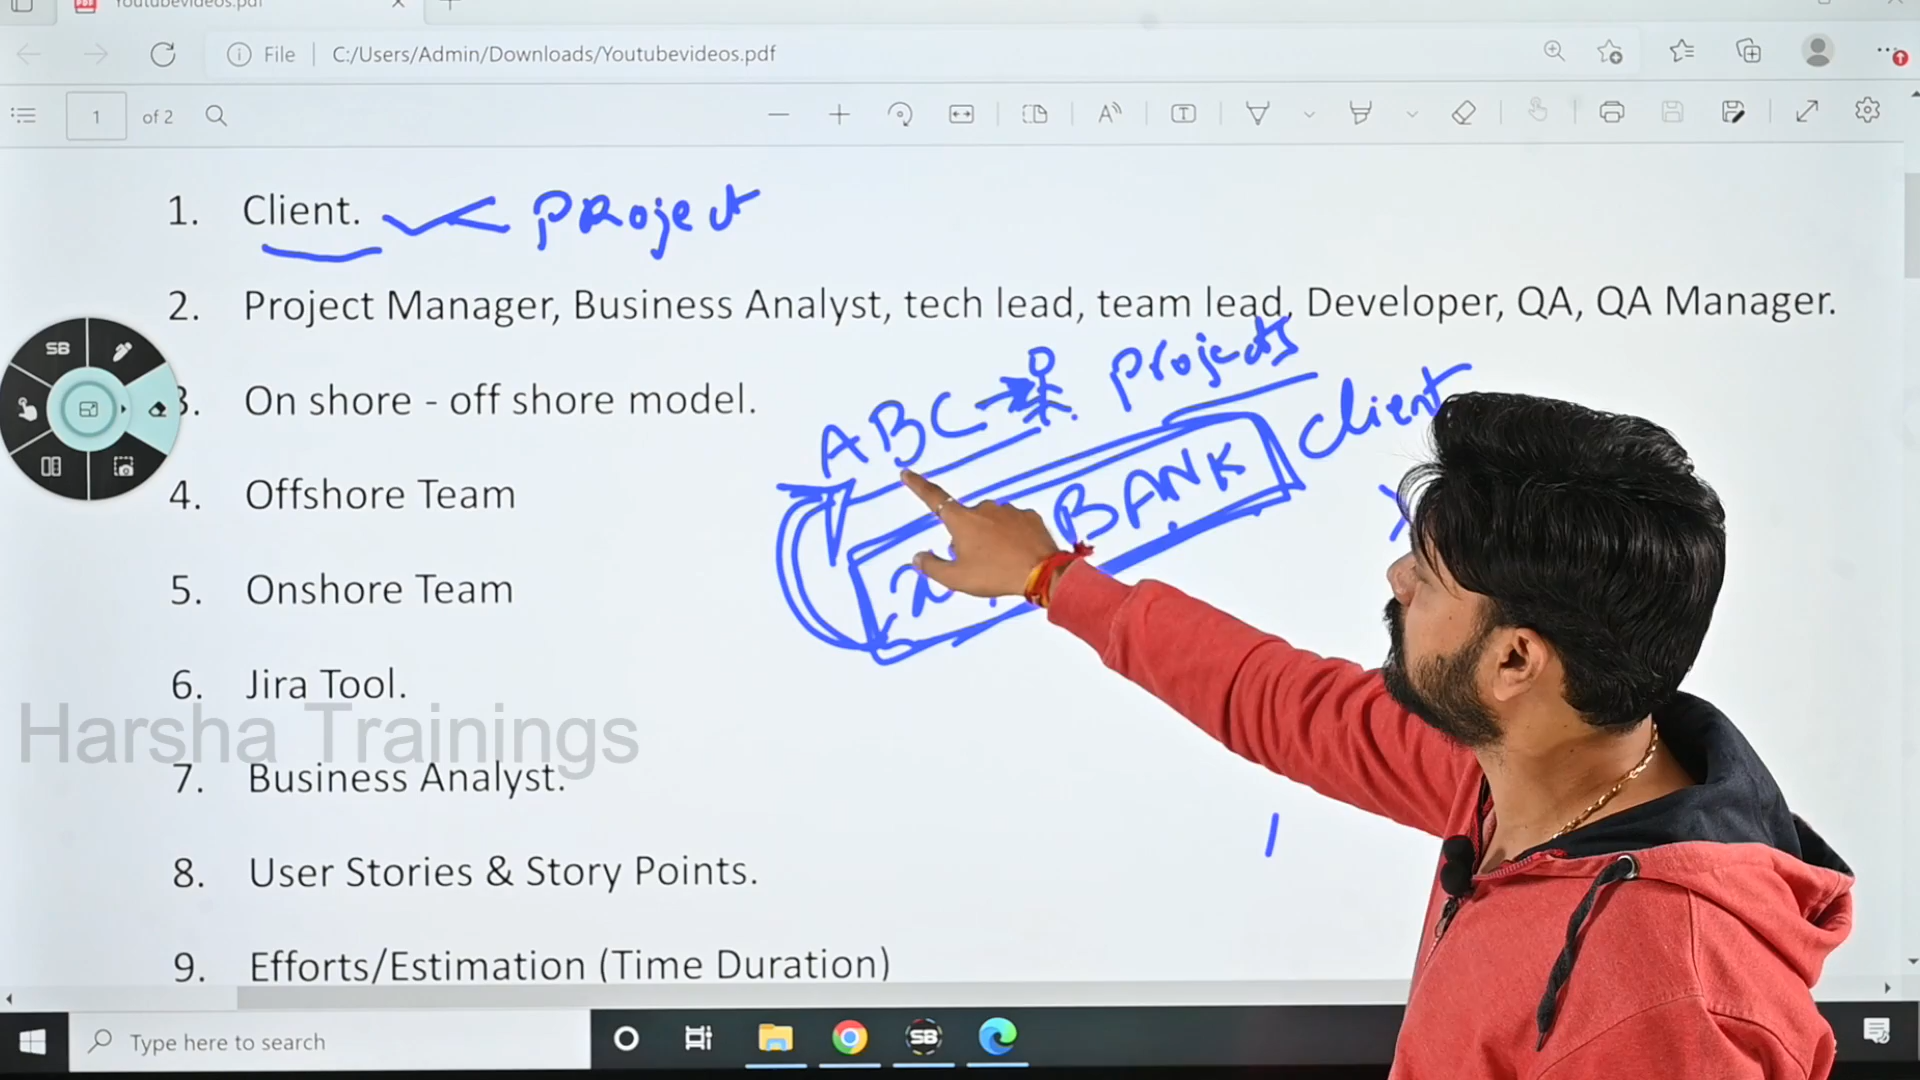 Youtubevideos.pdf
File C:/Users/Admin/Downloads/Youtubevideos.pdf
1 of 2
1. Client. Project
2. Project Manager, Business Analyst, tech lead, team lead, Developer, QA, QA Manager.
Projects
3. On shore - off shore model.
ABC
client
BANK
4. Offshore Team
5. Onshore Team
6. Jira Tool.
Harsha Trainings
7. Business Analyst.
8. User Stories & Story Points.
9. Efforts/Estimation (Time Duration)
SB
Type here to search
SB